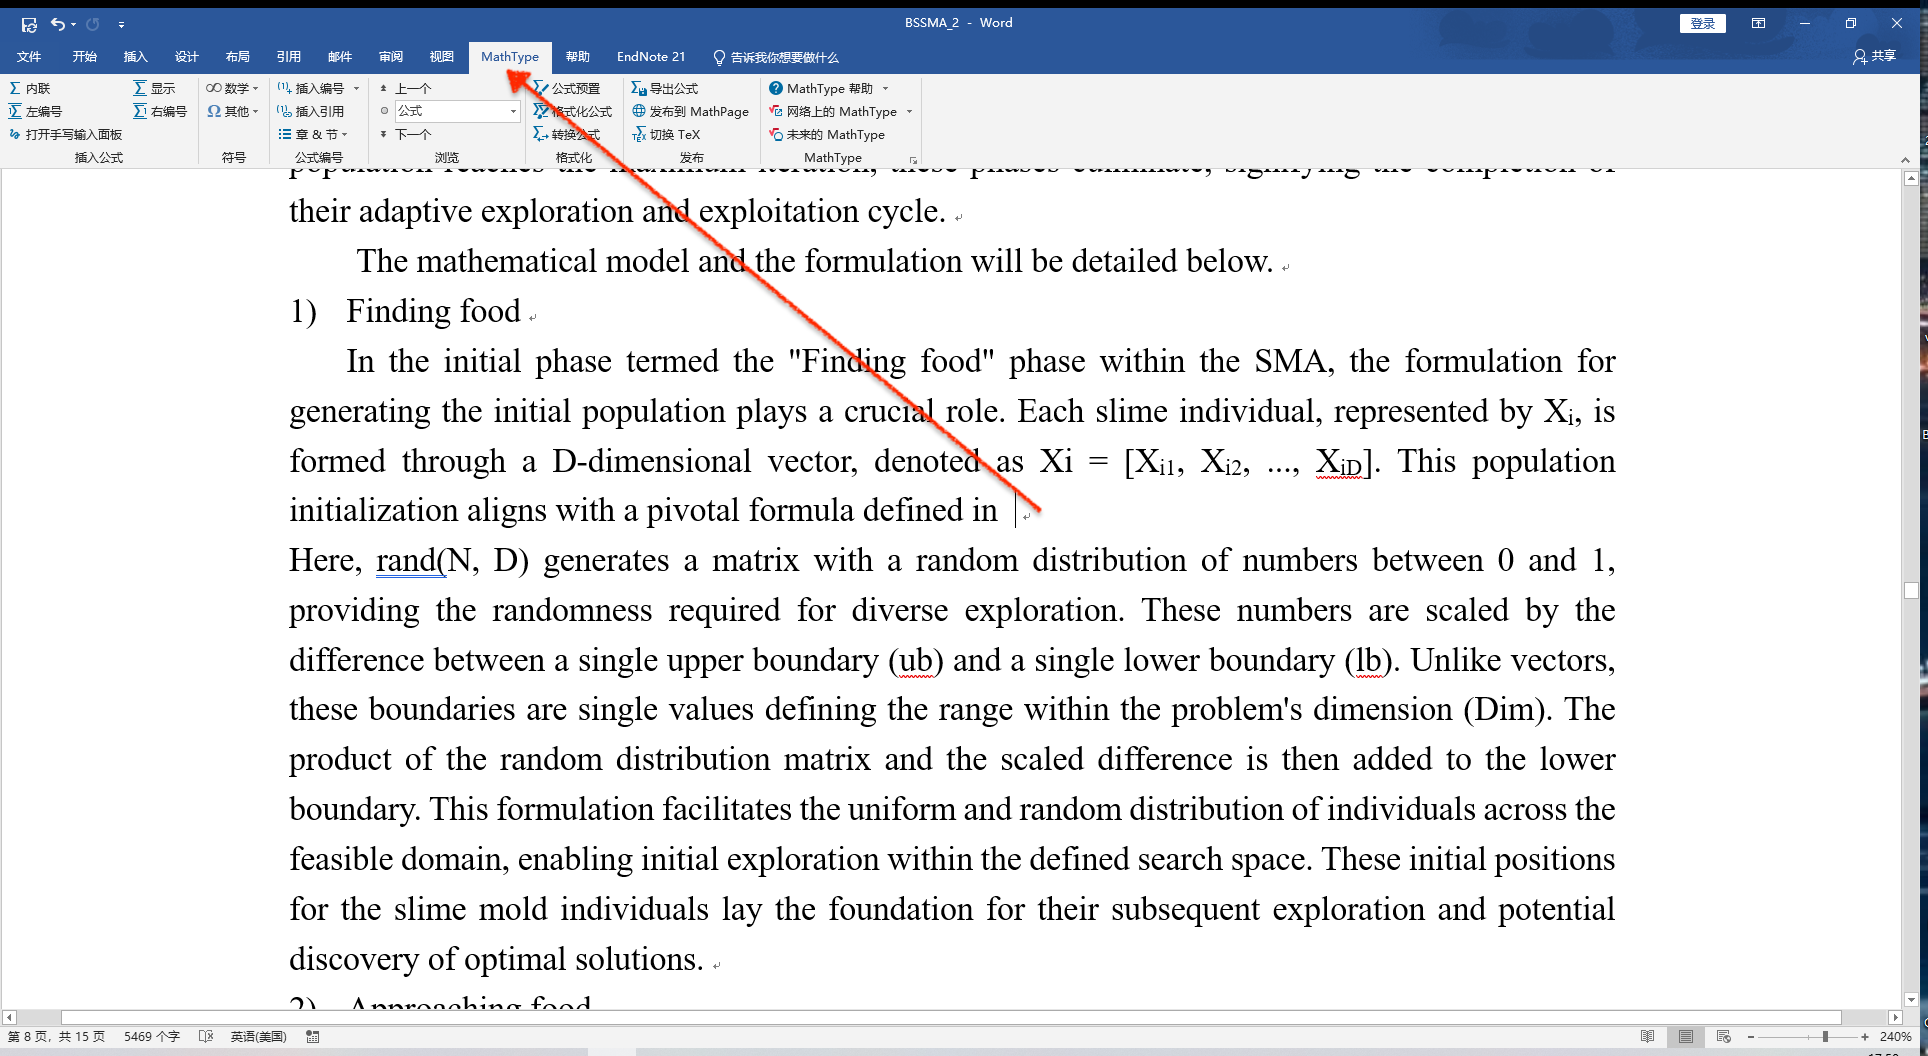 BSSMA_2 - Word
登录
文件 开始 插入 设计 布局 引用 邮件 审阅 视图 MathType 帮助 EndNote 21 告诉我你想要做什么 共享
内联 显示 数学 插入编号 上一个 公式预置 导出公式 MathType 帮助
左编号 右编号 其他 插入引用 公式 格式化公式 发布到 MathPage 网络上的 MathType
打开手写输入面板 章 & 节 下一个 转换公式 切换 TeX 未来的 MathType
插入公式 符号 公式编号 浏览 格式化 发布 MathType
population reaches the maximum iteration, these phases culminate, signifying the completion of
their adaptive exploration and exploitation cycle.
The mathematical model and the formulation will be detailed below.
1) Finding food
In the initial phase termed the "Finding food" phase within the SMA, the formulation for
generating the initial population plays a crucial role. Each slime individual, represented by Xi, is
formed through a D-dimensional vector, denoted as Xi = [Xi1, Xi2, ..., XiD]. This population
initialization aligns with a pivotal formula defined in
Here, rand(N, D) generates a matrix with a random distribution of numbers between 0 and 1,
providing the randomness required for diverse exploration. These numbers are scaled by the
difference between a single upper boundary (ub) and a single lower boundary (lb). Unlike vectors,
these boundaries are single values defining the range within the problem's dimension (Dim). The
product of the random distribution matrix and the scaled difference is then added to the lower
boundary. This formulation facilitates the uniform and random distribution of individuals across the
feasible domain, enabling initial exploration within the defined search space. These initial positions
for the slime mold individuals lay the foundation for their subsequent exploration and potential
discovery of optimal solutions.
2) Approaching food
第 8 页，共 15 页 5469 个字 英语(美国) 240%